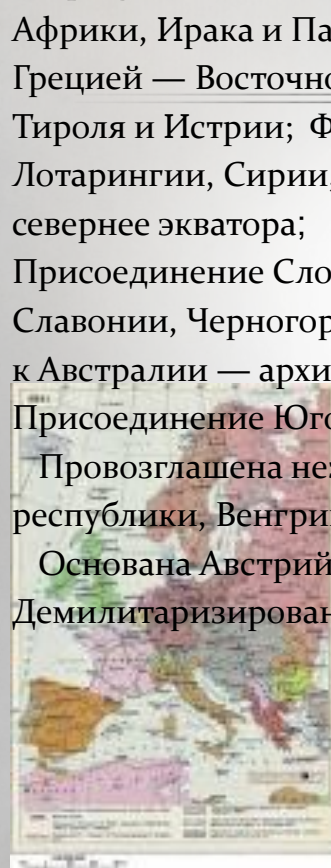 Африки, Ирака и Па
Грецией — Восточно
Тироля и Истрии; Ф
Лотарингии, Сирии,
севернее экватора;
Присоединение Сло
Славонии, Черногор
к Австралии — архи
Присоединение Юго
Провозглашена нез
республики, Венгри
Основана Австрий
Демилитаризирован